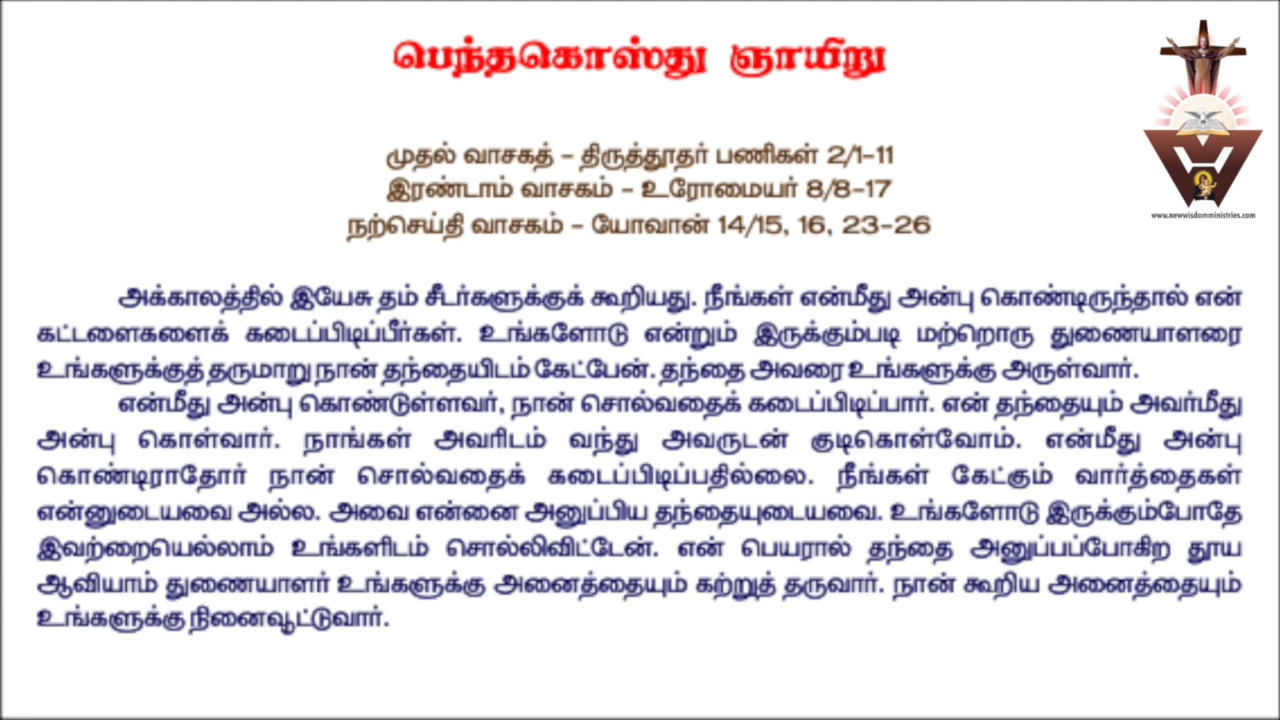 பெந்தகொஸ்து ஞாயிறு
முதல் வாசகத் - திருத்தூதர் பணிகள் 2/1-11
இரண்டாம் வாசகம் - உரோமையர் 8/8-17
நற்செய்தி வாசகம் - யோவான் 14/15, 16, 23-26
www.newwisdomministries.com
அக்காலத்தில் இயேசு தம் சீடர்களுக்குக் கூறியது. நீங்கள் என்மீது அன்பு கொண்டிருந்தால் என்
கட்டளைகளைக் கடைப்பிடிப்பீர்கள். உங்களோடு என்றும் இருக்கும்படி மற்றொரு துணையாளரை
உங்களுக்குத் தருமாறு நான் தந்தையிடம் கேட்பேன். தந்தை அவரை உங்களுக்கு அருள்வார்.
என்மீது அன்பு கொண்டுள்ளவர், நான் சொல்வதைக் கடைப்பிடிப்பார். என் தந்தையும் அவர்மீது
அன்பு கொள்வார். நாங்கள் அவரிடம் வந்து அவருடன் குடிகொள்வோம். என்மீது அன்பு
கொண்டிராதோர் நான் சொல்வதைக் கடைப்பிடிப்பதில்லை. நீங்கள் கேட்கும் வார்த்தைகள்
என்னுடையவை அல்ல. அவை என்னை அனுப்பிய தந்தையுடையவை. உங்களோடு இருக்கும்போதே
இவற்றையெல்லாம் உங்களிடம் சொல்லிவிட்டேன். என் பெயரால் தந்தை அனுப்பப்போகிற தூய
ஆவியாம் துணையாளர் உங்களுக்கு அனைத்தையும் கற்றுத் தருவார். நான் கூறிய அனைத்தையும்
உங்களுக்கு நினைவூட்டுவார்.